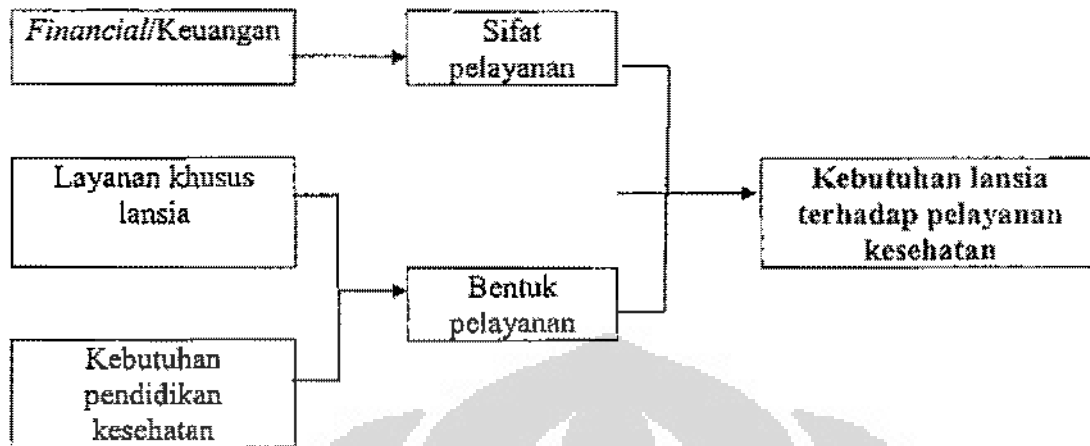 Financial/Keuangan
Sifat
pelayanan
Layanan khusus
lansia
Kebutuhan lansia
terhadap pelayanan
kesehatan
Bentuk
pelayanan
Kebutuhan
pendidikan
kesehatan